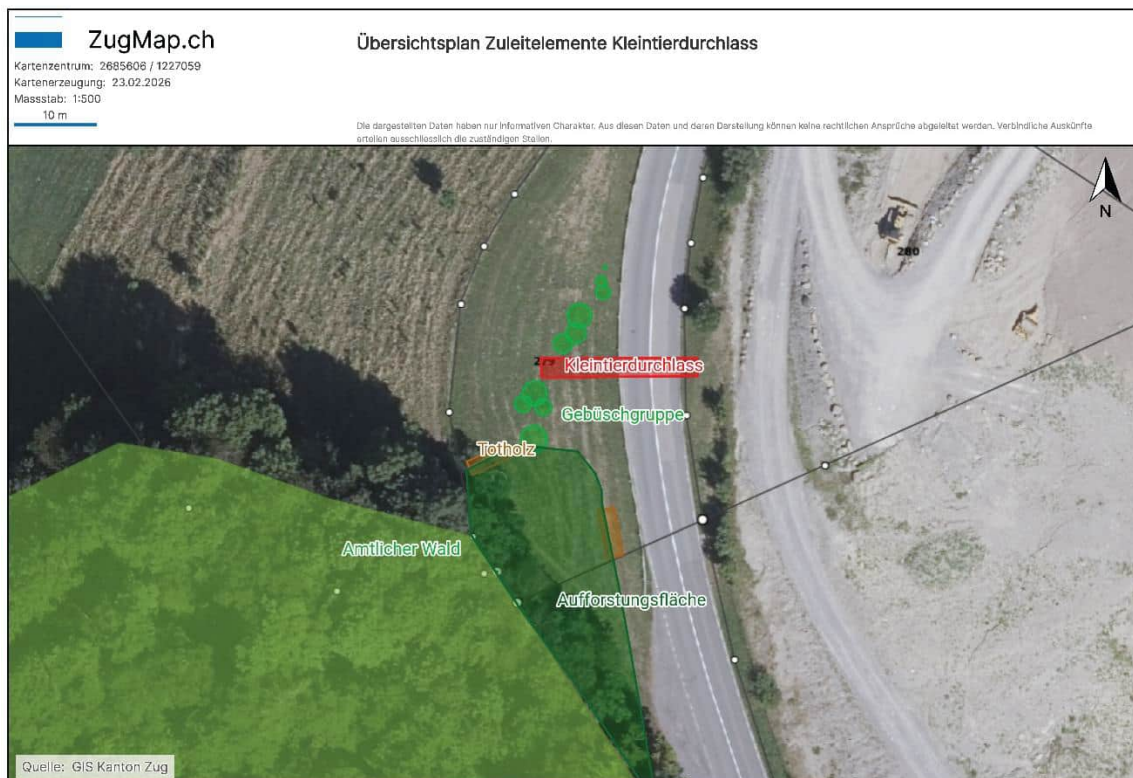 ZugMap.ch
Übersichtsplan Zuleitelemente Kleintierdurchlass
Kartenzentrum: 2685606 / 1227059
Kartenerzeugung: 23.02.2026
Massstab: 1:500
10 m
Die dargestellten Daten haben nur informativen Charakter. Aus diesen Daten und deren Darstellung können keine rechtlichen Ansprüche abgeleitet werden. Verbindliche Auskünfte
erteilen ausschliesslich die zuständigen Stellen.
N
280
Kleintierdurchlass
Gebüschgruppe
Totholz
Amtlicher Wald
Aufforstungsfläche
Quelle: GIS Kanton Zug